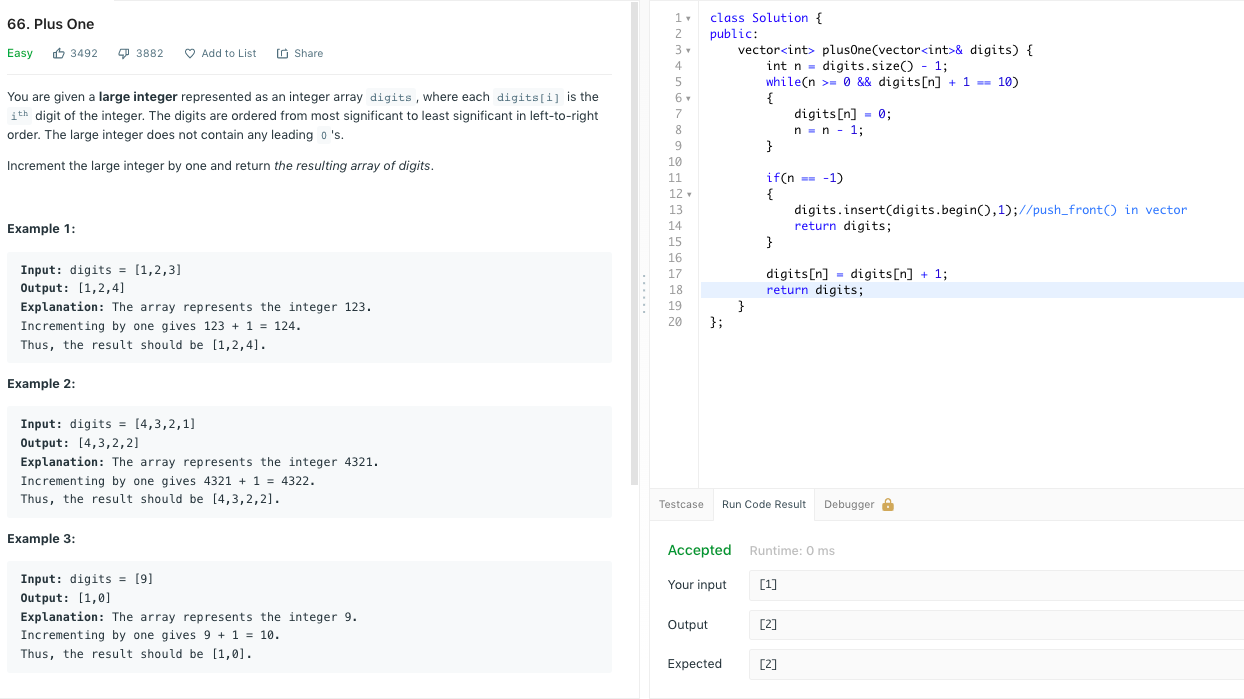 66. Plus One
Easy 3492 3882 Add to List Share
You are given a large integer represented as an integer array digits , where each digits[i] is the
ith digit of the integer. The digits are ordered from most significant to least significant in left-to-right
order. The large integer does not contain any leading 0 's.
Increment the large integer by one and return the resulting array of digits.
Example 1:
Input: digits = [1,2,3]
Output: [1,2,4]
Explanation: The array represents the integer 123.
Incrementing by one gives 123 + 1 = 124.
Thus, the result should be [1,2,4].
Example 2:
Input: digits = [4,3,2,1]
Output: [4,3,2,2]
Explanation: The array represents the integer 4321.
Incrementing by one gives 4321 + 1 = 4322.
Thus, the result should be [4,3,2,2].
Example 3:
Input: digits = [9]
Output: [1,0]
Explanation: The array represents the integer 9.
Incrementing by one gives 9 + 1 = 10.
Thus, the result should be [1,0].
1 class Solution {
2 public:
3 vector<int> plusOne(vector<int>& digits) {
4 int n = digits.size() - 1;
5 while(n >= 0 && digits[n] + 1 == 10)
6 {
7 digits[n] = 0;
8 n = n - 1;
9 }
10
11 if(n == -1)
12 {
13 digits.insert(digits.begin(),1);//push_front() in vector
14 return digits;
15 }
16
17 digits[n] = digits[n] + 1;
18 return digits;
19 }
20 };
Testcase Run Code Result Debugger
Accepted Runtime: 0 ms
Your input [1]
Output [2]
Expected [2]